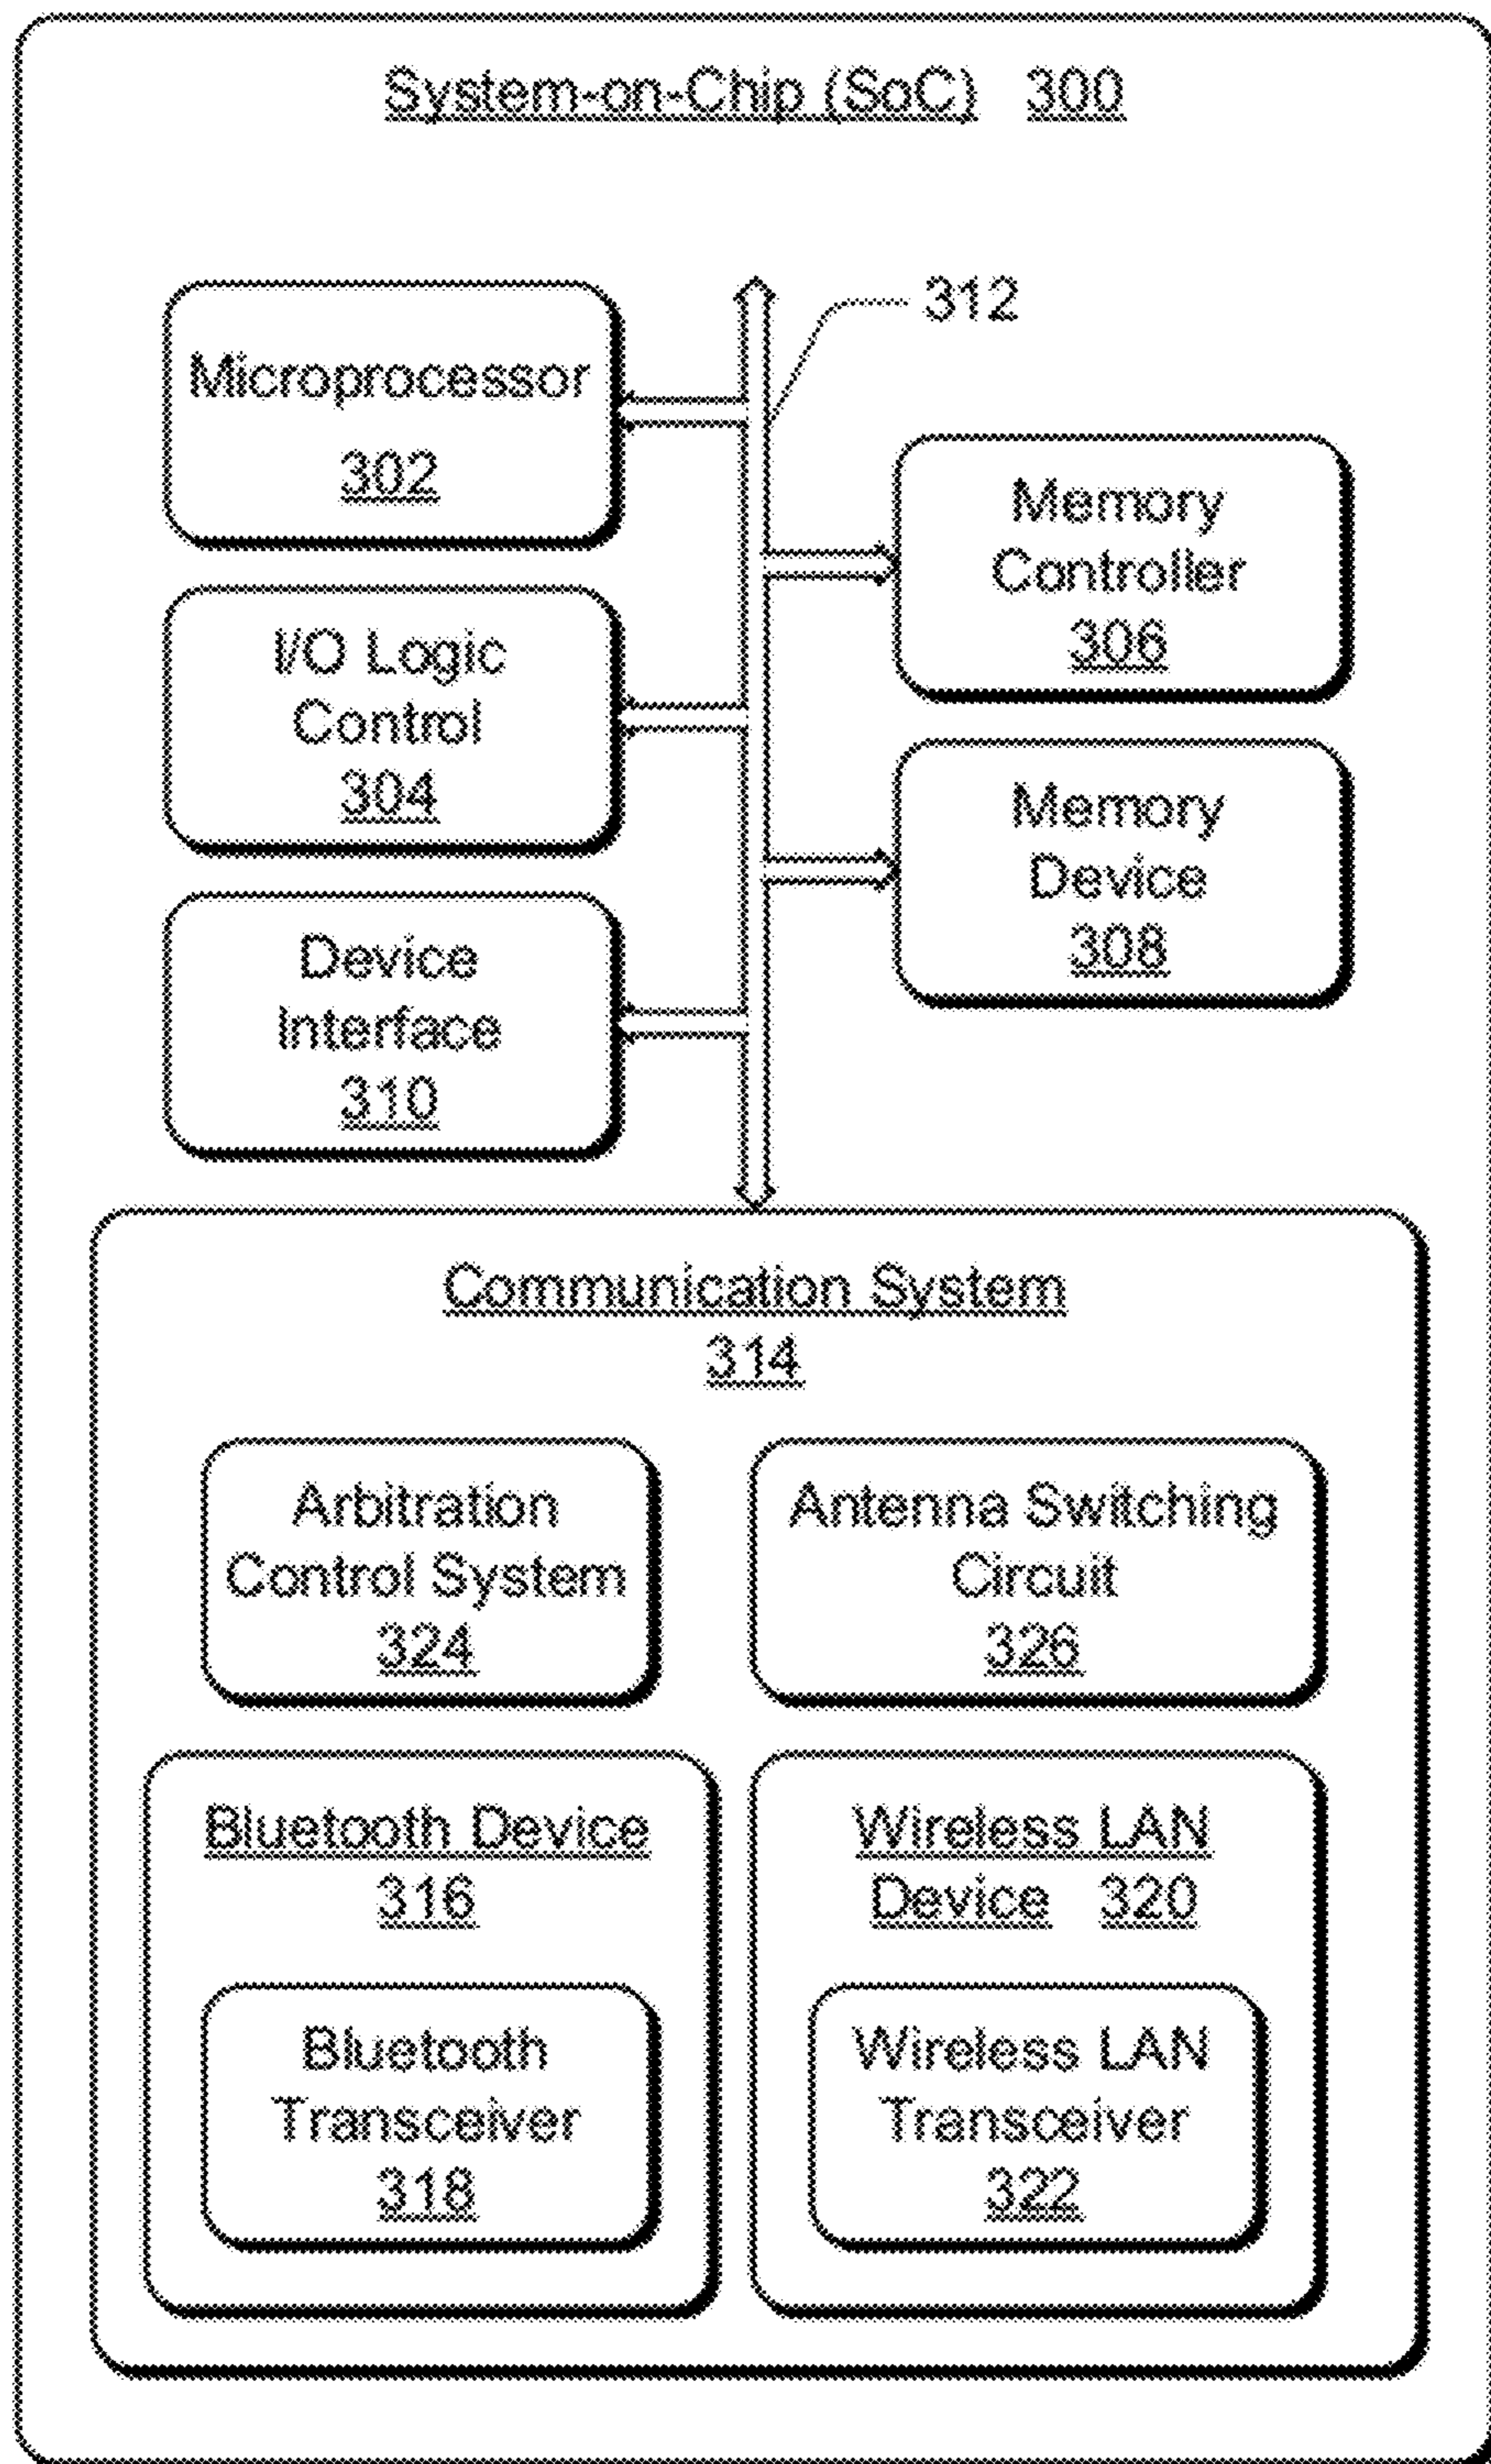 System-on-Chip (SoC) 300
312
Microprocessor
302
Memory
Controller
306
I/O Logic
Control
304
Memory
Device
308
Device
Interface
310
Communication System
314
Arbitration
Control System
324
Antenna Switching
Circuit
326
Bluetooth Device
316
Bluetooth
Transceiver
318
Wireless LAN
Device 320
Wireless LAN
Transceiver
322